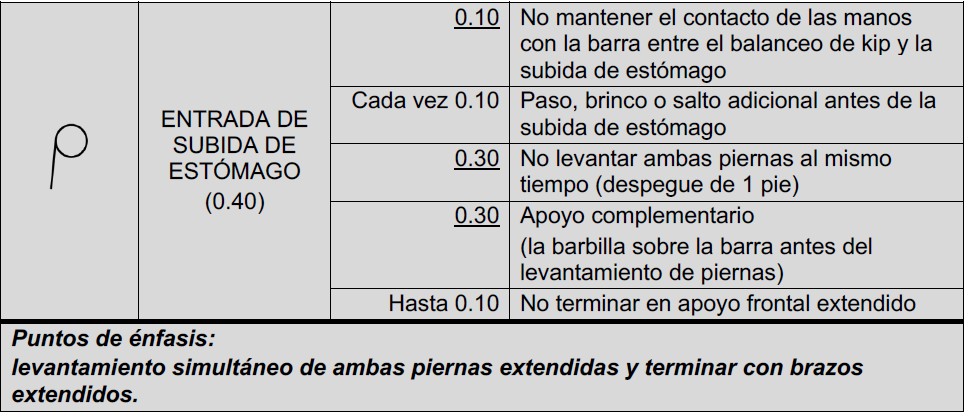 0.10 No mantener el contacto de las manos
con la barra entre el balanceo de kip y la
subida de estómago
Cada vez 0.10 Paso, brinco o salto adicional antes de la
subida de estómago
ENTRADA DE
SUBIDA DE
ESTÓMAGO
(0.40)
0.30 No levantar ambas piernas al mismo
tiempo (despegue de 1 pie)
0.30 Apoyo complementario
(la barbilla sobre la barra antes del
levantamiento de piernas)
Hasta 0.10 No terminar en apoyo frontal extendido
Puntos de énfasis:
levantamiento simultáneo de ambas piernas extendidas y terminar con brazos
extendidos.